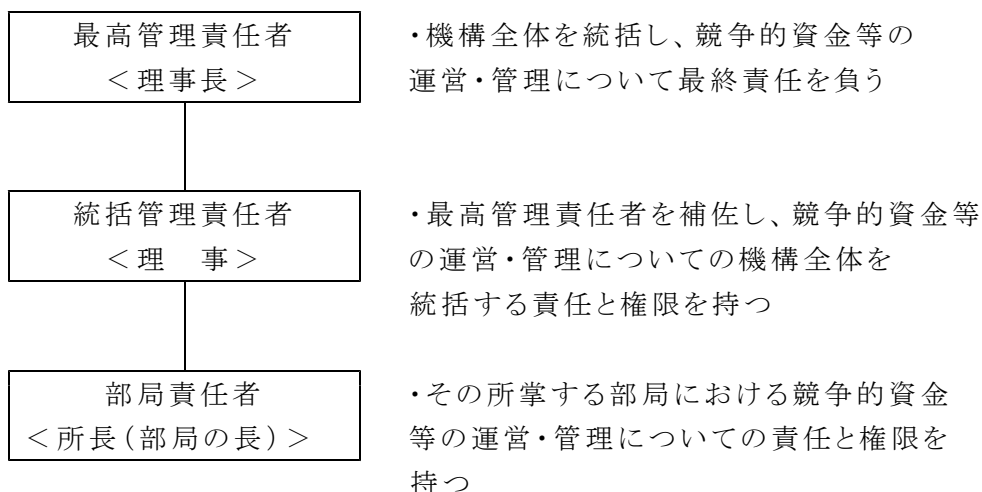 最高管理責任者
＜理事長＞
・機構全体を統括し、競争的資金等の
運営・管理について最終責任を負う
統括管理責任者
＜理　事＞
・最高管理責任者を補佐し、競争的資金等
の運営・管理についての機構全体を
統括する責任と権限を持つ
部局責任者
＜所長（部局の長）＞
・その所掌する部局における競争的資金
等の運営・管理についての責任と権限を
持つ